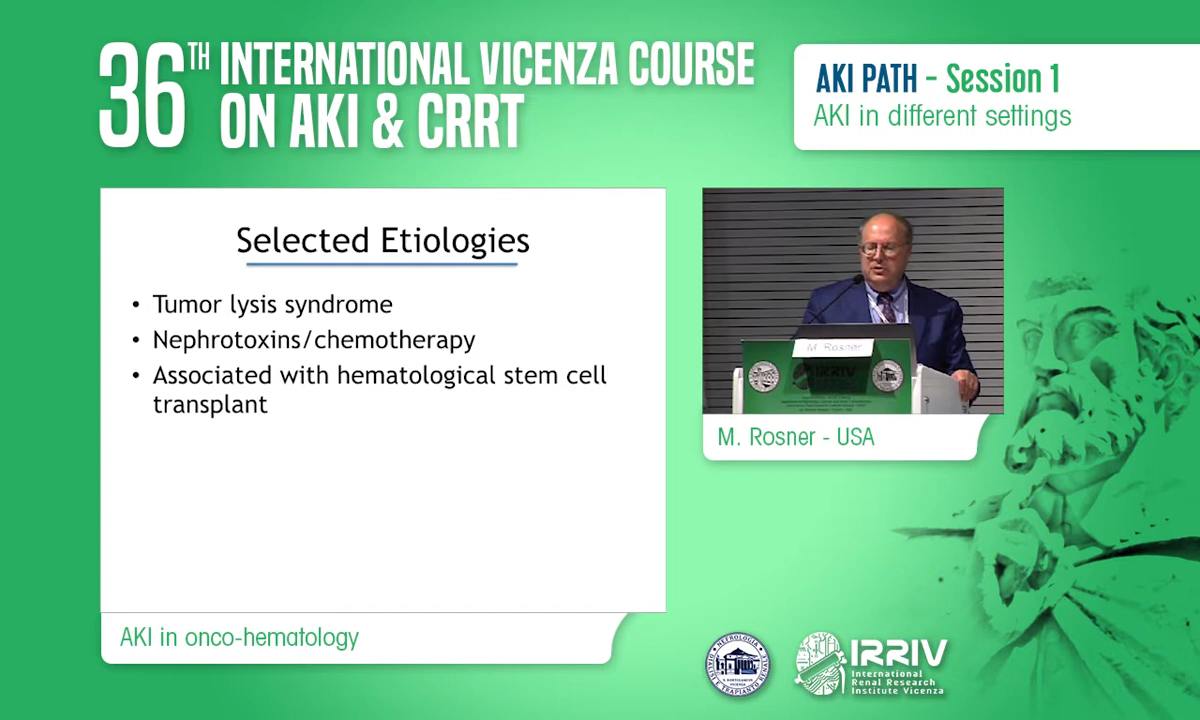 36TH INTERNATIONAL VICENZA COURSE
ON AKI & CRRT
AKI PATH - Session 1
AKI in different settings
Selected Etiologies
• Tumor lysis syndrome
• Nephrotoxins/chemotherapy
• Associated with hematological stem cell
transplant
M. Rosner
IRRIV
M. Rosner - USA
AKI in onco-hematology
IRRIV
International
Renal Research
Institute Vicenza